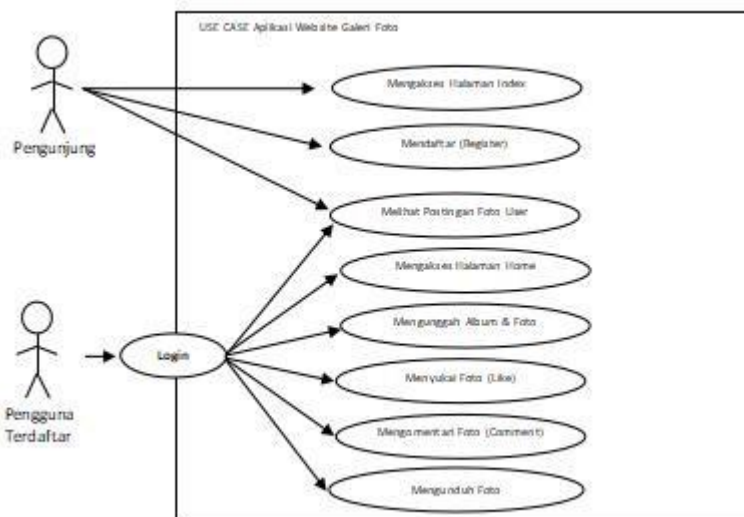 USE CASE Aplikasi Website Galeri Foto
Mengakses Halaman Index
Pengunjung
Mendaftar (Register)
Melihat Postingan Foto User
Mengakses Halaman Home
Mengunggah Album & Foto
Login
Menyukai Foto (Like)
Pengguna
Terdaftar
Mengomentari Foto (Comment)
Mengunduh Foto